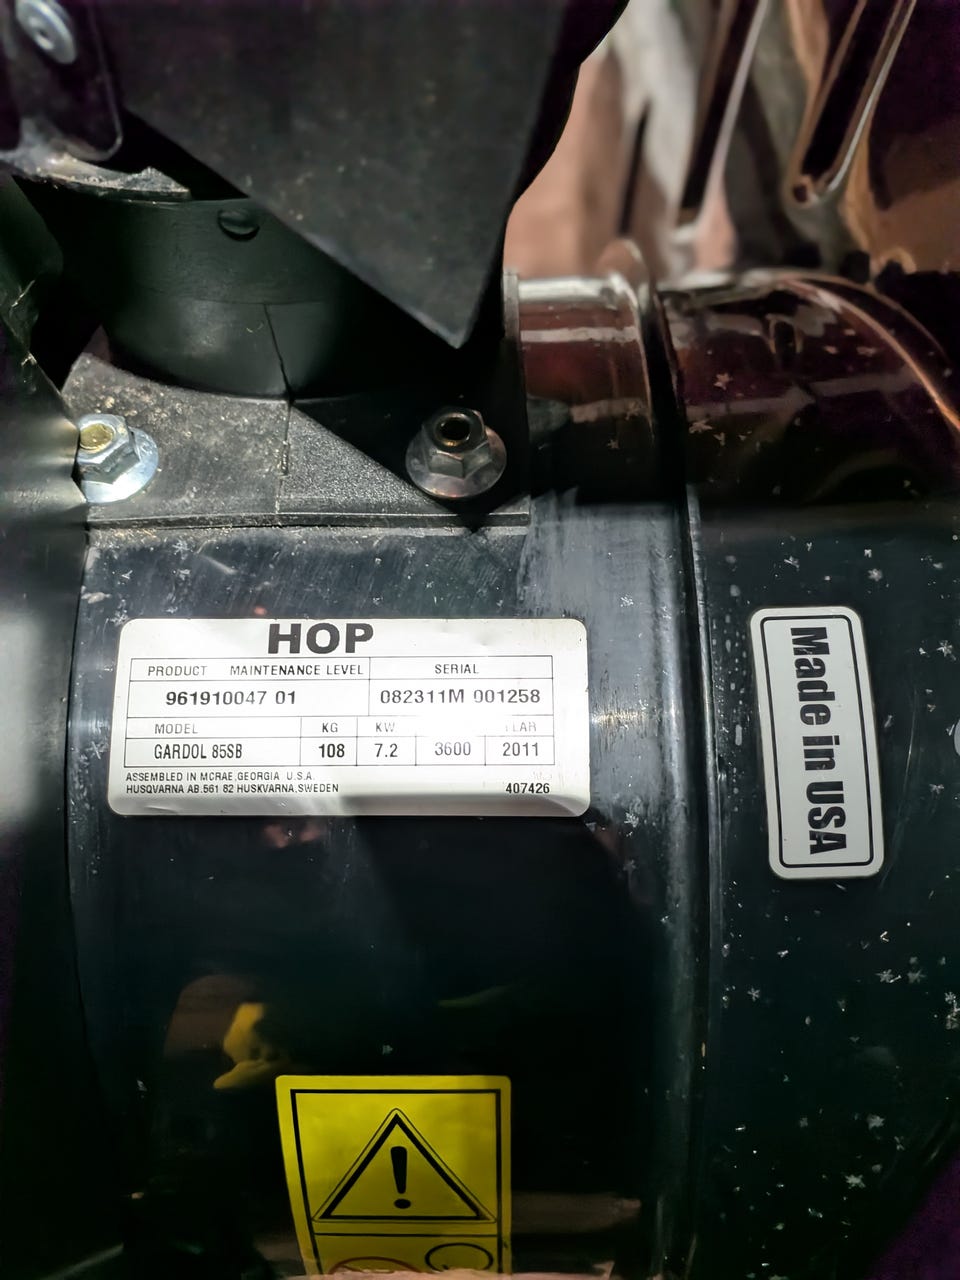 HOP
PRODUCT MAINTENANCE LEVEL SERIAL
961910047 01 082311M 001258
MODEL KG KW
GARDOL 85SB 108 7.2 3600 2011
ASSEMBLED IN MCRAE, GEORGIA U.S.A.
HUSQVARNA AB.561 82 HUSKVARNA,SWEDEN 407426
Made in USA